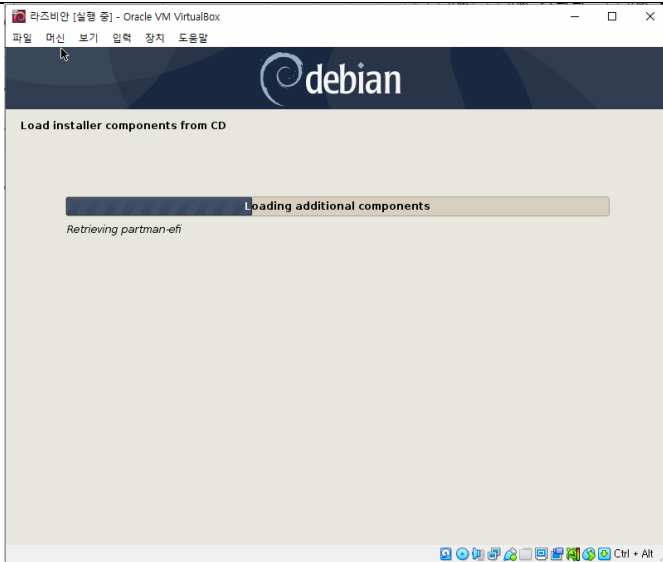 라즈비안 [실행 중] - Oracle VM VirtualBox
파일 머신 보기 입력 장치 도움말
debian
Load installer components from CD
Loading additional components
Retrieving partman-efi
Ctrl + Alt